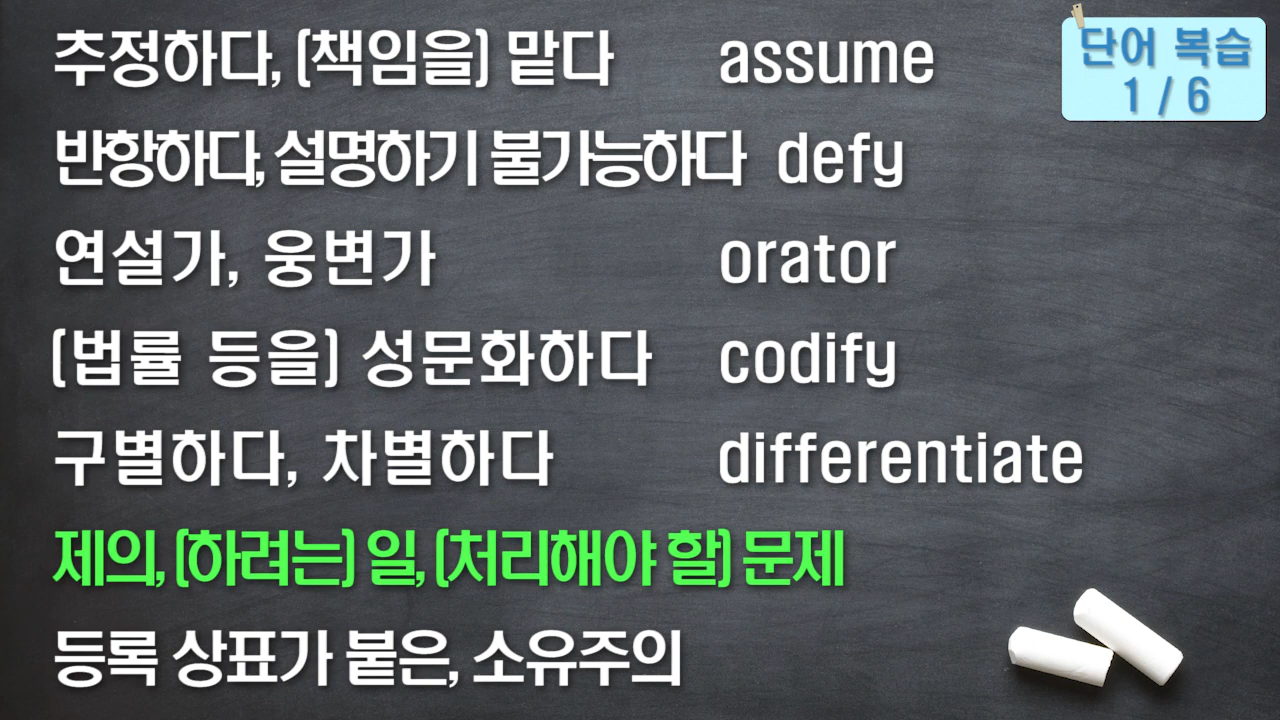 추정하다, (책임을) 맡다 assume
단어 복습
1 / 6
반항하다, 설명하기 불가능하다 defy
연설가, 웅변가 orator
(법률 등을) 성문화하다 codify
구별하다, 차별하다 differentiate
제의, (하려는) 일, (처리해야 할) 문제
등록 상표가 붙은, 소유주의